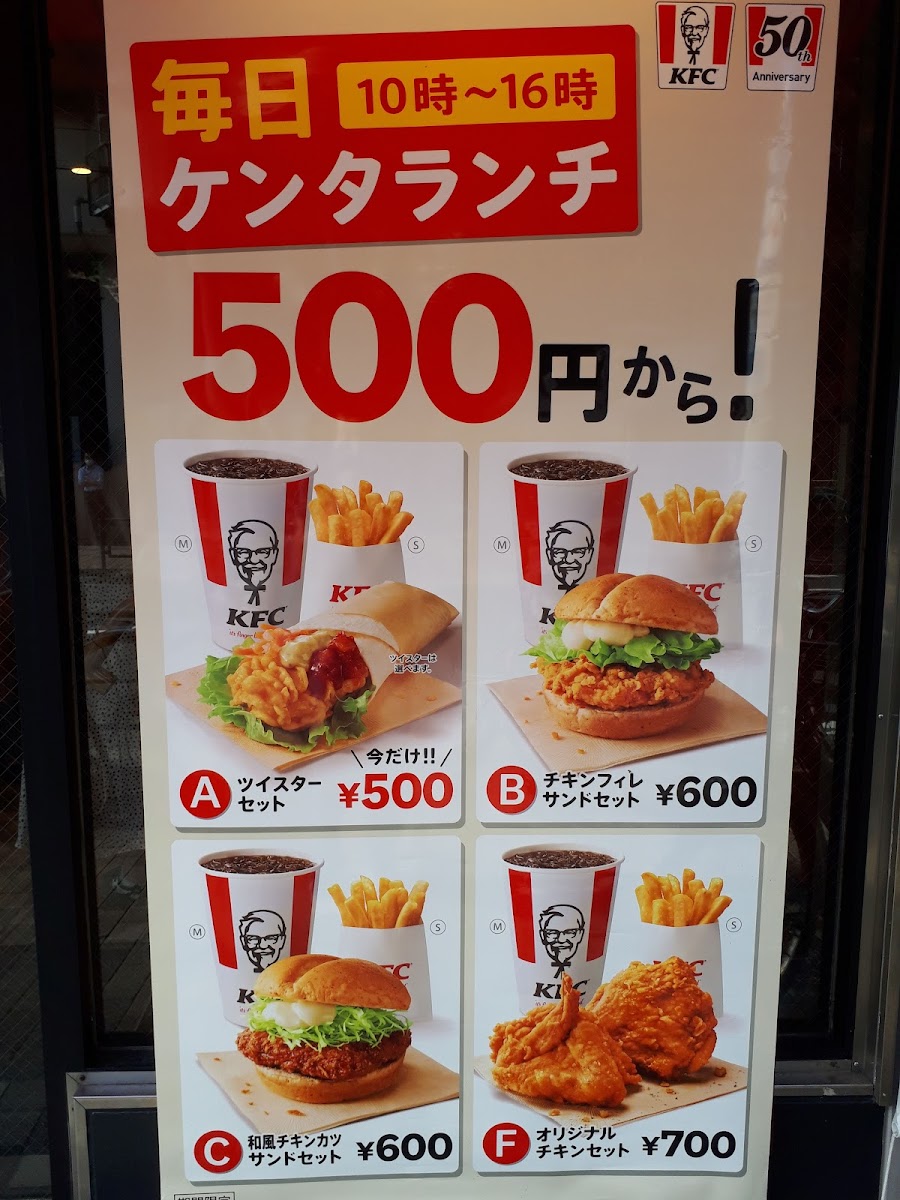 KFC
50th
Anniversary
毎日
10時～16時
ケンタランチ
500円から!
M
S
KFC
ツイスターは
選べます。
A
ツイスター
セット
\今だけ!!/
¥500
M
S
KFC
B
チキンフィレ
サンドセット
¥600
M
S
C
和風チキンカツ
サンドセット
¥600
M
S
KFC
F
オリジナル
チキンセット
¥700